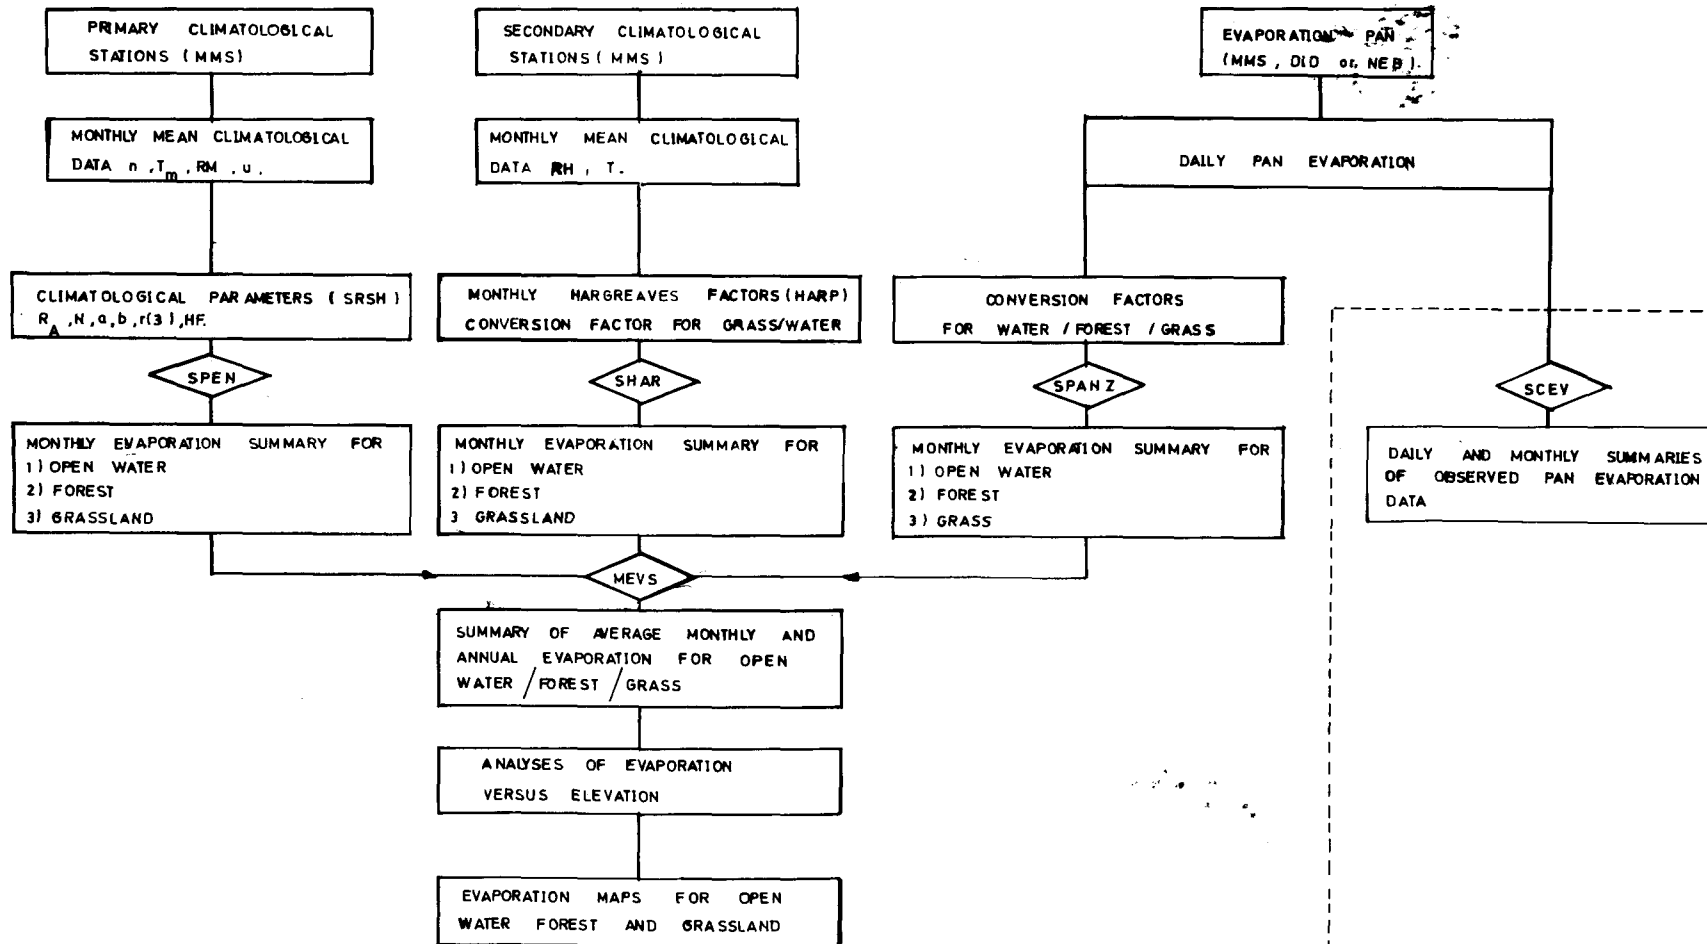 PRIMARY CLIMATOLOGICAL
STATIONS (MMS)
MONTHLY MEAN CLIMATOLOGICAL
DATA n , Tm , RM , u .
CLIMATOLOGICAL PARAMETERS ( SRSH )
RA , N , a , b , r(3) , HF.
SPEN
MONTHLY EVAPORATION SUMMARY FOR
1) OPEN WATER
2) FOREST
3) GRASSLAND
SECONDARY CLIMATOLOGICAL
STATIONS ( MMS )
MONTHLY MEAN CLIMATOLOGICAL
DATA RH , T.
MONTHLY HARGREAVES FACTORS (HARP)
CONVERSION FACTOR FOR GRASS/WATER
SHAR
MONTHLY EVAPORATION SUMMARY FOR
1) OPEN WATER
2) FOREST
3 GRASSLAND
EVAPORATION PAN
(MMS , DID or NEB ).
DAILY PAN EVAPORATION
CONVERSION FACTORS
FOR WATER / FOREST / GRASS
SPAN Z
MONTHLY EVAPORATION SUMMARY FOR
1) OPEN WATER
2) FOREST
3) GRASS
SCEV
DAILY AND MONTHLY SUMMARIES
OF OBSERVED PAN EVAPORATION
DATA
MEVS
SUMMARY OF AVERAGE MONTHLY AND
ANNUAL EVAPORATION FOR OPEN
WATER / FOREST / GRASS
ANALYSES OF EVAPORATION
VERSUS ELEVATION
EVAPORATION MAPS FOR OPEN
WATER FOREST AND GRASSLAND